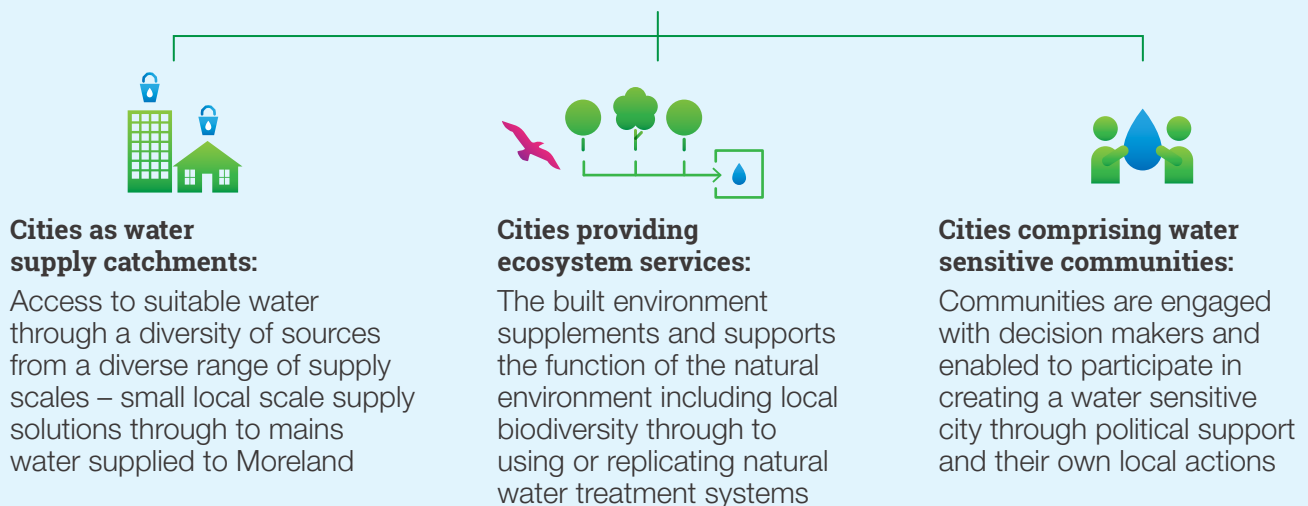 Cities as water
supply catchments:
Access to suitable water
through a diversity of sources
from a diverse range of supply
scales – small local scale supply
solutions through to mains
water supplied to Moreland
Cities providing
ecosystem services:
The built environment
supplements and supports
the function of the natural
environment including local
biodiversity through to
using or replicating natural
water treatment systems
Cities comprising water
sensitive communities:
Communities are engaged
with decision makers and
enabled to participate in
creating a water sensitive
city through political support
and their own local actions